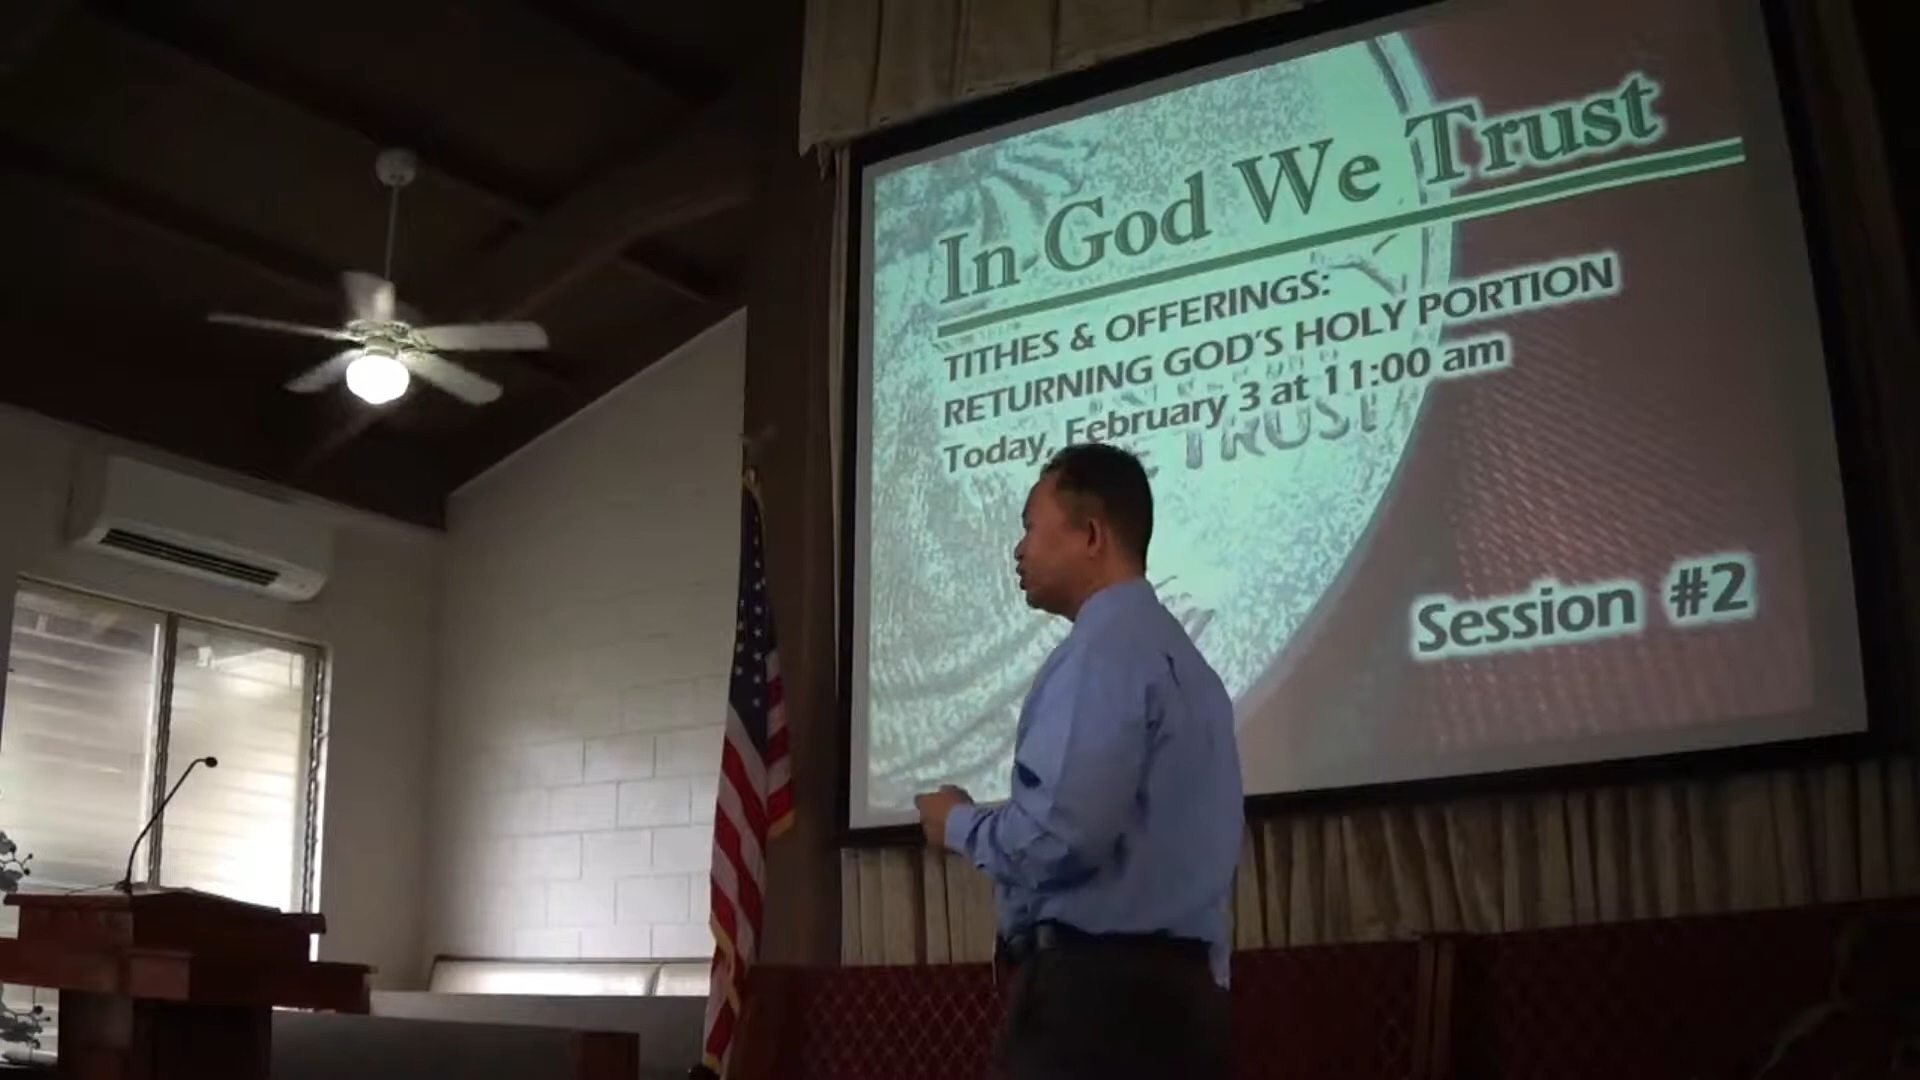 In God We Trust
TITHES & OFFERINGS:
RETURNING GOD'S HOLY PORTION
Today, February 3 at 11:00 am
TRUST
Session #2